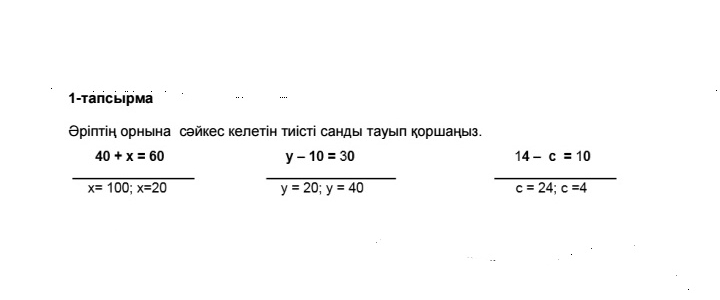 1-тапсырма
Әріптің орнына сәйкес келетін тиісті санды тауып қоршаңыз.
40 + x = 60 y – 10 = 30 14 – c = 10
x= 100; x=20 y = 20; y = 40 c = 24; c =4